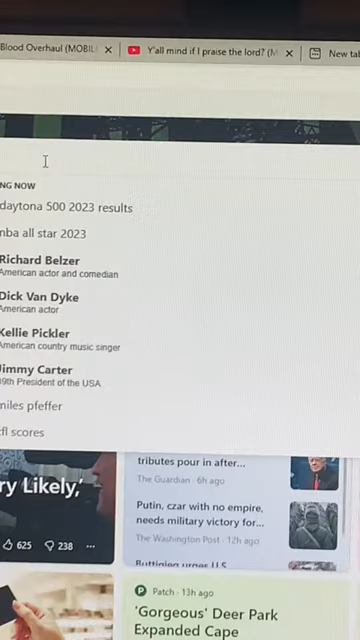 Blood Overhaul (MOBIL
Y'all mind if I praise the lord? (M
New tab
NG NOW
daytona 500 2023 results
nba all star 2023
Richard Belzer
American actor and comedian
Dick Van Dyke
American actor
Kellie Pickler
American country music singer
Jimmy Carter
39th President of the USA
miles pfeffer
xfl scores
ry Likely,'
625
238
...
tributes pour in after...
The Guardian · 6h ago
Putin, czar with no empire,
needs military victory for...
The Washington Post · 12h ago
Buttigieg urges U.S.
P Patch · 13h ago
'Gorgeous' Deer Park
Expanded Cape